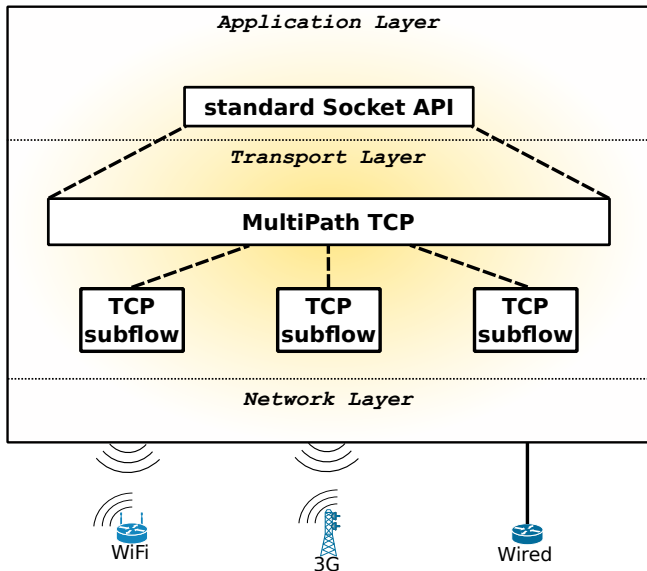 Application Layer
standard Socket API
Transport Layer
MultiPath TCP
TCP
subflow
TCP
subflow
TCP
subflow
Network Layer
WiFi
3G
Wired